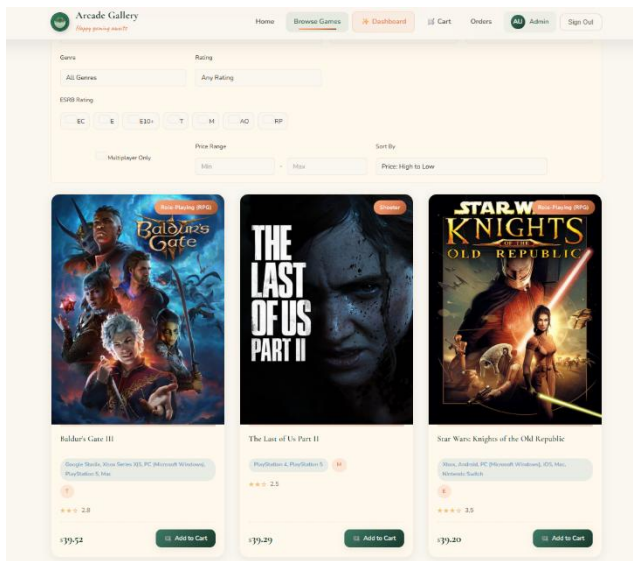 Arcade Gallery
Happy gaming awaits
Home
Browse Games
Dashboard
Cart
Orders
AU
Admin
Sign Out
Genre
Rating
All Genres
Any Rating
ESRB Rating
EC
E
E10+
T
M
AO
RP
Multiplayer Only
Price Range
Sort By
Min
-
Max
Price: High to Low
Role-Playing (RPG)
Baldur's
Gate
Shooter
THE
LAST
OF US
PART II
Role-Playing (RPG)
STAR W
KNIGHTS
OF THE
OLD REPUBLIC
Baldur's Gate III
Google Stadia, Xbox Series X|S, PC (Microsoft Windows),
PlayStation 5, Mac
T
2.8
$39.52
Add to Cart
The Last of Us Part II
PlayStation 4, PlayStation 5
M
2.5
$39.29
Add to Cart
Star Wars: Knights of the Old Republic
Xbox, Android, PC (Microsoft Windows), iOS, Mac,
Nintendo Switch
3.5
$39.20
Add to Cart